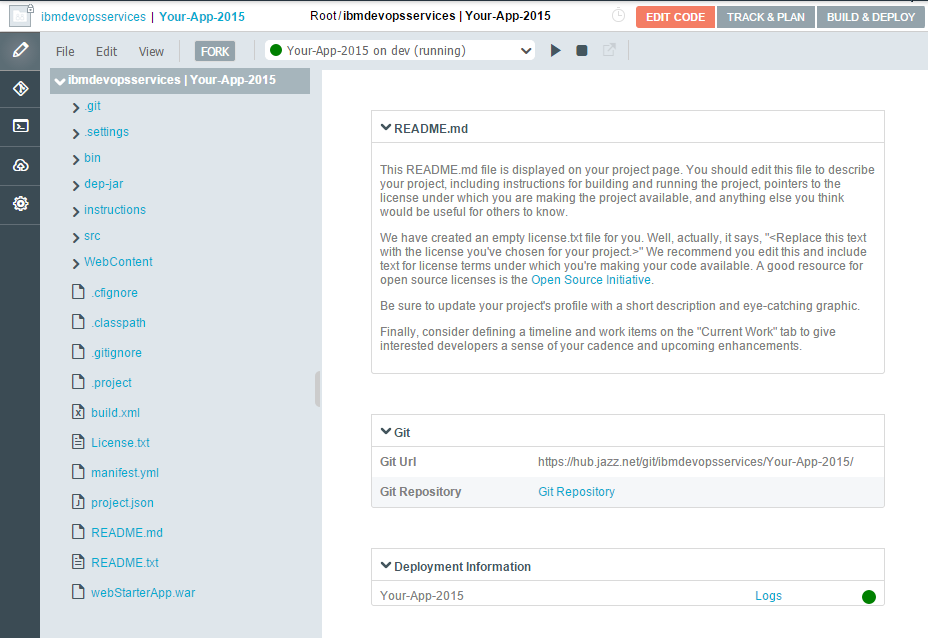 ibmdevopsservices | Your-App-2015
Root/ibmdevopsservices | Your-App-2015
EDIT CODE
TRACK & PLAN
BUILD & DEPLOY
File
Edit
View
FORK
Your-App-2015 on dev (running)
ibmdevopsservices | Your-App-2015
.git
.settings
bin
dep-jar
instructions
src
WebContent
.cfignore
.classpath
.gitignore
.project
build.xml
License.txt
manifest.yml
project.json
README.md
README.txt
webStarterApp.war
README.md
This README.md file is displayed on your project page. You should edit this file to describe
your project, including instructions for building and running the project, pointers to the
license under which you are making the project available, and anything else you think
would be useful for others to know.
We have created an empty license.txt file for you. Well, actually, it says, "<Replace this text
with the license you've chosen for your project.>" We recommend you edit this and include
text for license terms under which you're making your code available. A good resource for
open source licenses is the Open Source Initiative.
Be sure to update your project's profile with a short description and eye-catching graphic.
Finally, consider defining a timeline and work items on the "Current Work" tab to give
interested developers a sense of your cadence and upcoming enhancements.
Git
Git Url https://hub.jazz.net/git/ibmdevopsservices/Your-App-2015/
Git Repository Git Repository
Deployment Information
Your-App-2015 Logs